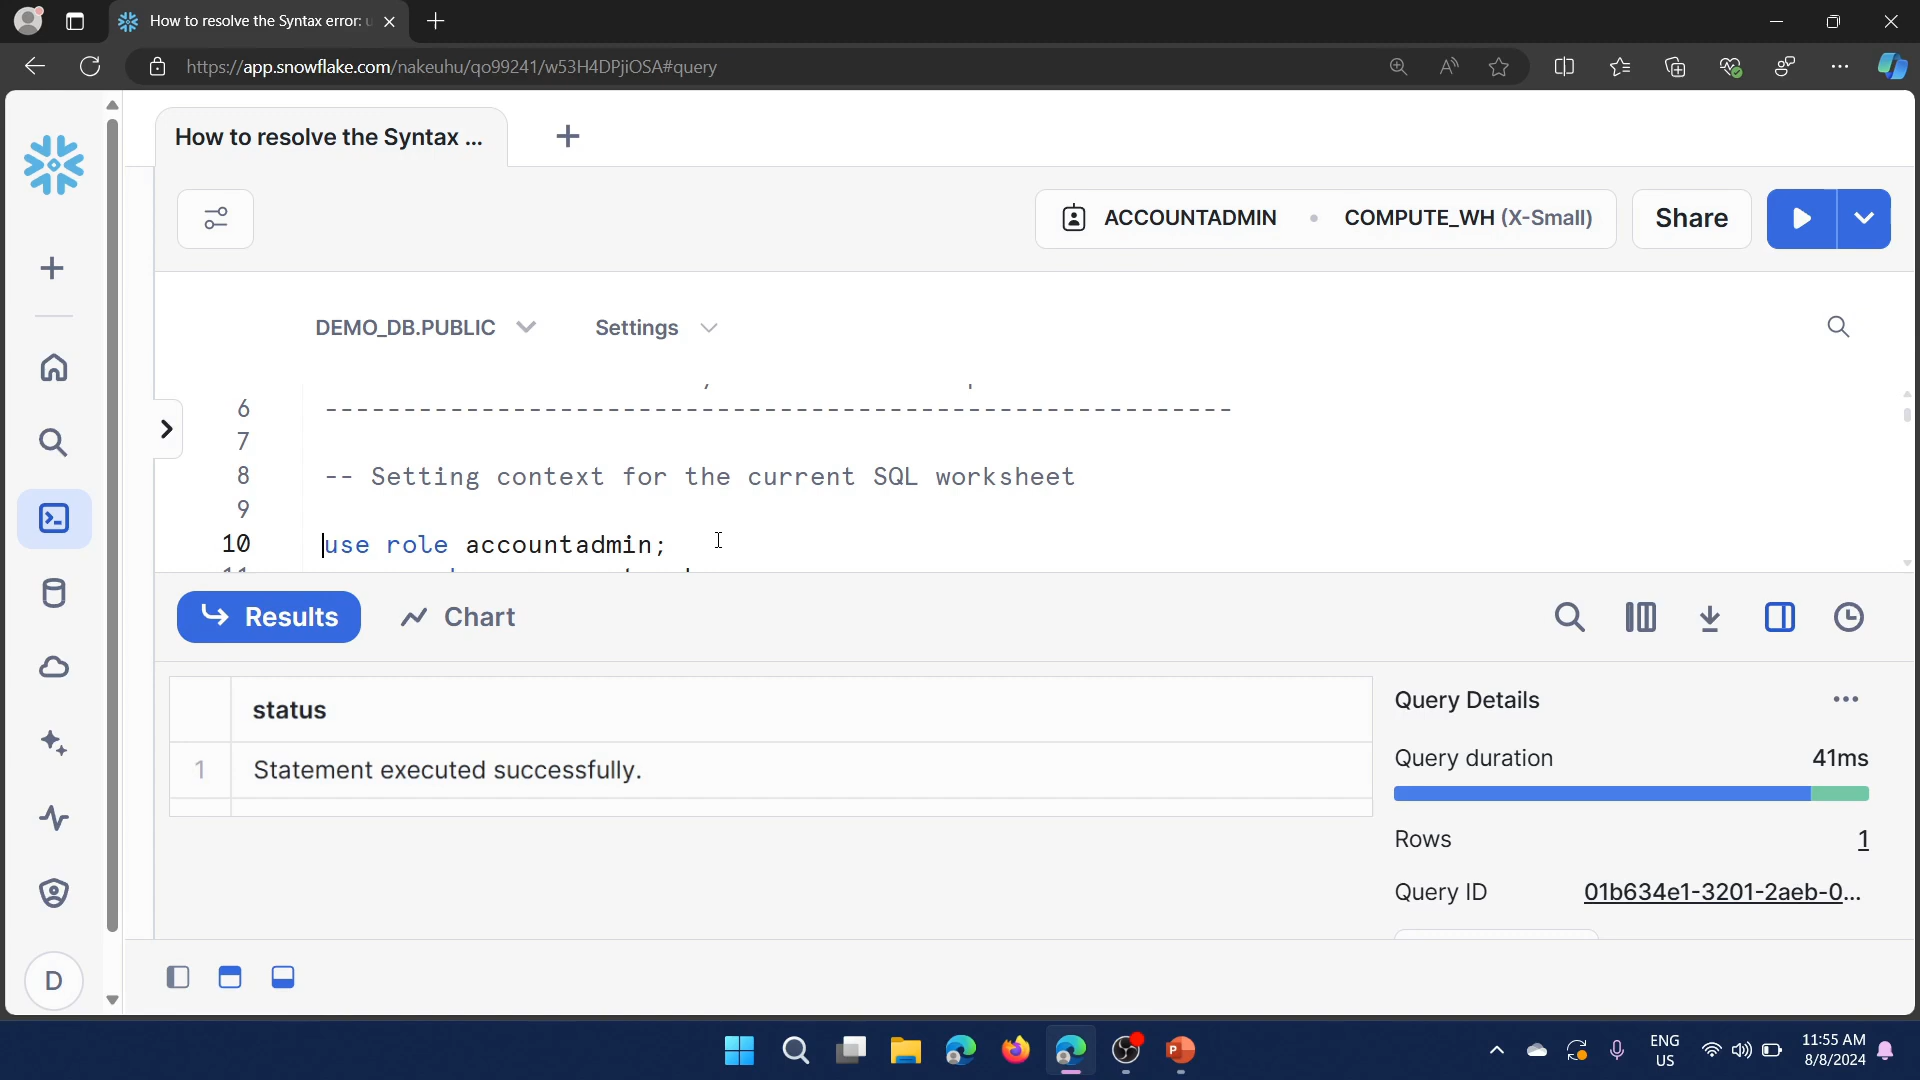 How to resolve the Syntax error: u
https://app.snowflake.com/nakeuhu/qo99241/w53H4DPjiOSA#query
How to resolve the Syntax ...
ACCOUNTADMIN
COMPUTE_WH (X-Small)
Share
DEMO_DB.PUBLIC
Settings
6 ----------------------------------------------------------
7
8 -- Setting context for the current SQL worksheet
9
10 use role accountadmin;
Results
Chart
status
1 Statement executed successfully.
Query Details
Query duration 41ms
Rows 1
Query ID 01b634e1-3201-2aeb-0...
D
ENG
US
11:55 AM
8/8/2024